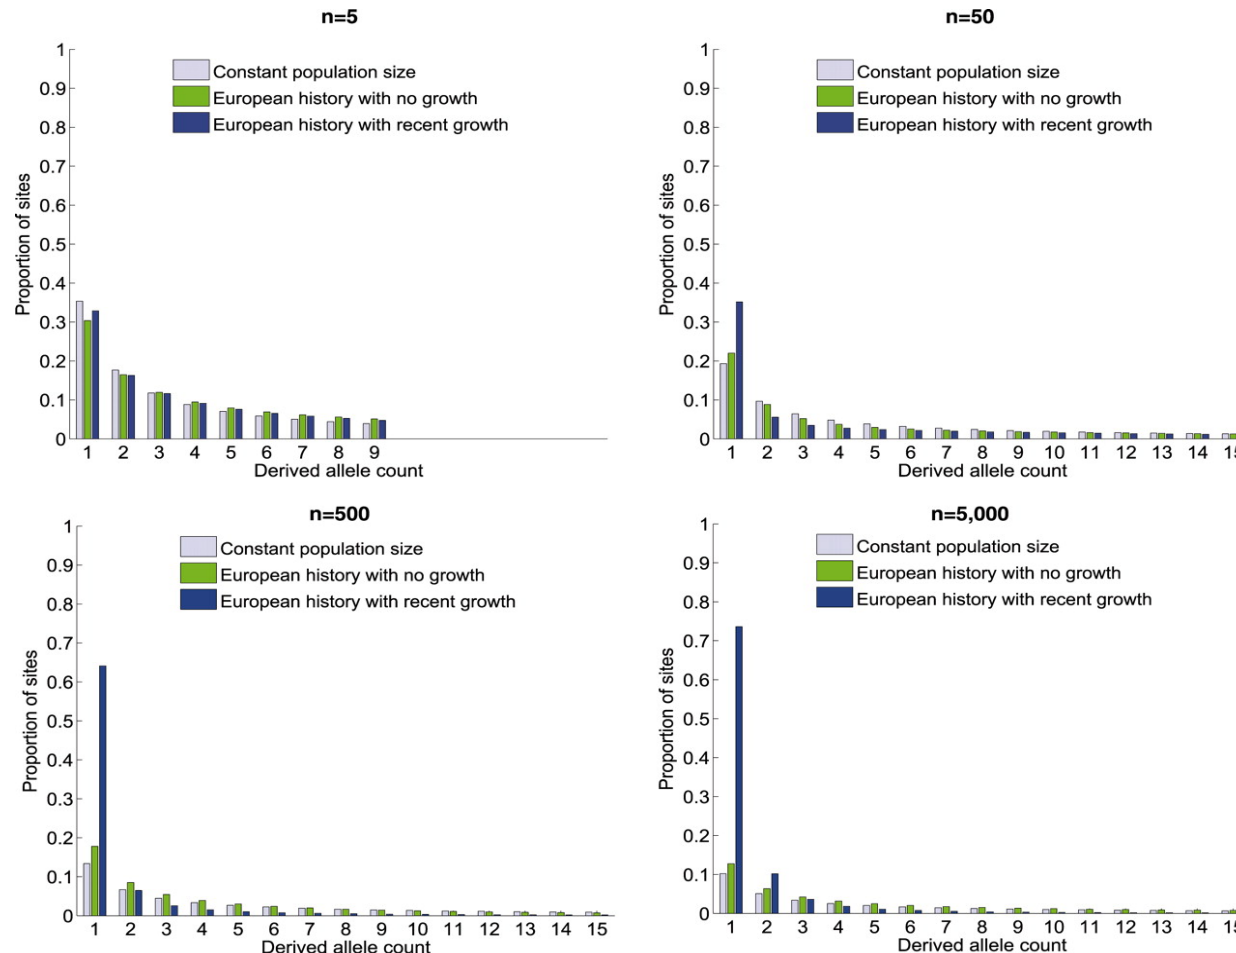 n=5
1
0.9
0.8
0.7
0.6
0.5
0.4
0.3
0.2
0.1
0
Proportion of sites
Constant population size
European history with no growth
European history with recent growth
1 2 3 4 5 6 7 8 9
Derived allele count
n=50
1
0.9
0.8
0.7
0.6
0.5
0.4
0.3
0.2
0.1
0
Proportion of sites
Constant population size
European history with no growth
European history with recent growth
1 2 3 4 5 6 7 8 9 10 11 12 13 14 15
Derived allele count
n=500
1
0.9
0.8
0.7
0.6
0.5
0.4
0.3
0.2
0.1
0
Proportion of sites
Constant population size
European history with no growth
European history with recent growth
1 2 3 4 5 6 7 8 9 10 11 12 13 14 15
Derived allele count
n=5,000
1
0.9
0.8
0.7
0.6
0.5
0.4
0.3
0.2
0.1
0
Proportion of sites
Constant population size
European history with no growth
European history with recent growth
1 2 3 4 5 6 7 8 9 10 11 12 13 14 15
Derived allele count